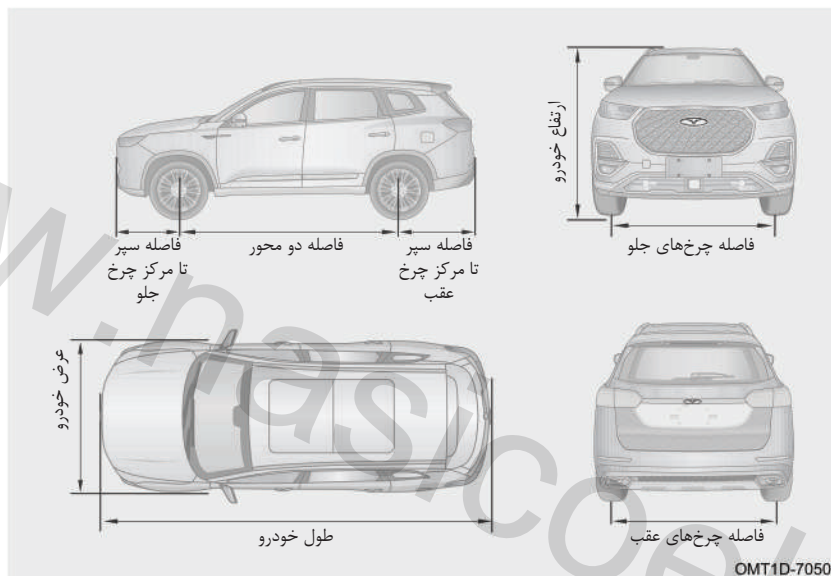 ارتفاع خودرو
فاصله سپر
تا مرکز چرخ
جلو
فاصله دو محور
فاصله سپر
تا مرکز چرخ
عقب
فاصله چرخ‌های جلو
عرض خودرو
طول خودرو
فاصله چرخ‌های عقب
OMT1D-7050
w.nasicoel